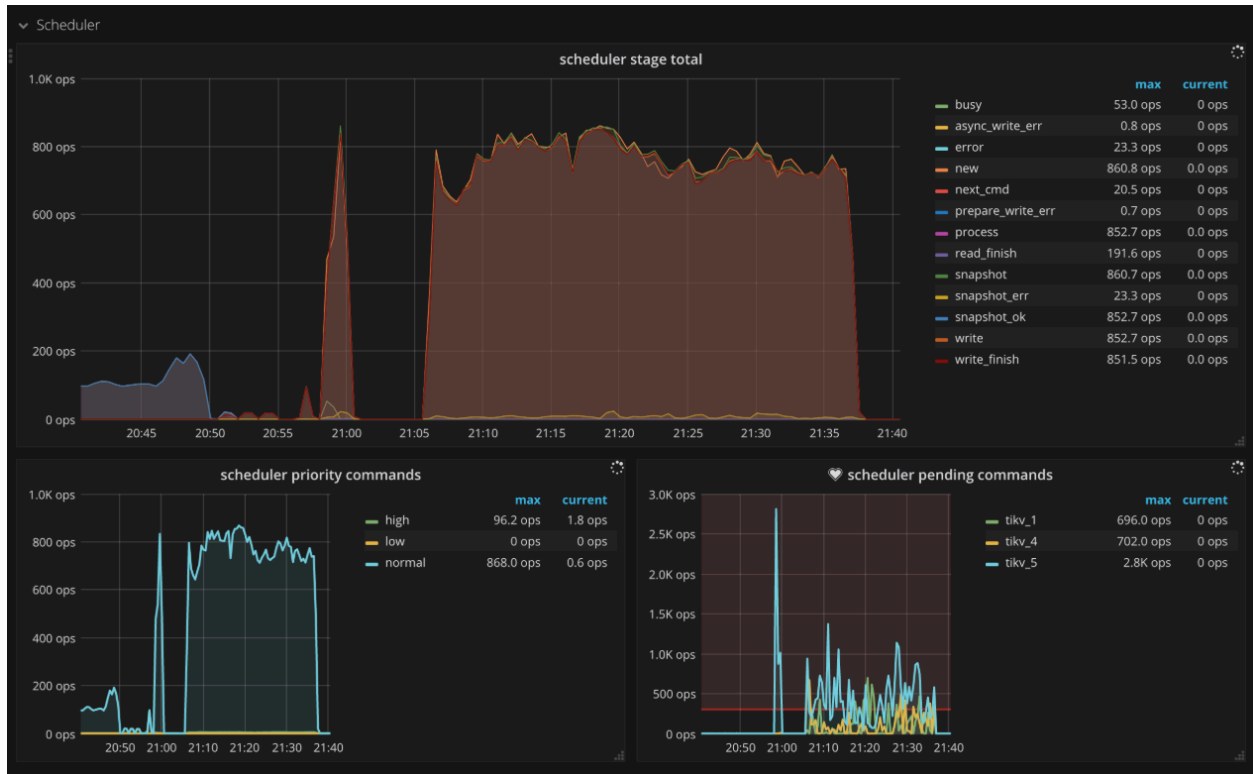 Scheduler
scheduler stage total
1.0K ops
800 ops
600 ops
400 ops
200 ops
0 ops
20:45 20:50 20:55 21:00 21:05 21:10 21:15 21:20 21:25 21:30 21:35 21:40
max current
busy 53.0 ops 0 ops
async_write_err 0.8 ops 0 ops
error 23.3 ops 0 ops
new 860.8 ops 0.0 ops
next_cmd 20.5 ops 0 ops
prepare_write_err 0.7 ops 0 ops
process 852.7 ops 0.0 ops
read_finish 191.6 ops 0 ops
snapshot 860.7 ops 0.0 ops
snapshot_err 23.3 ops 0 ops
snapshot_ok 852.7 ops 0.0 ops
write 852.7 ops 0.0 ops
write_finish 851.5 ops 0.0 ops
scheduler priority commands
1.0K ops
800 ops
600 ops
400 ops
200 ops
0 ops
20:50 21:00 21:10 21:20 21:30 21:40
max current
high 96.2 ops 1.8 ops
low 0 ops 0 ops
normal 868.0 ops 0.6 ops
scheduler pending commands
3.0K ops
2.5K ops
2.0K ops
1.5K ops
1.0K ops
500 ops
0 ops
20:50 21:00 21:10 21:20 21:30 21:40
max current
tikv_1 696.0 ops 0 ops
tikv_4 702.0 ops 0 ops
tikv_5 2.8K ops 0 ops